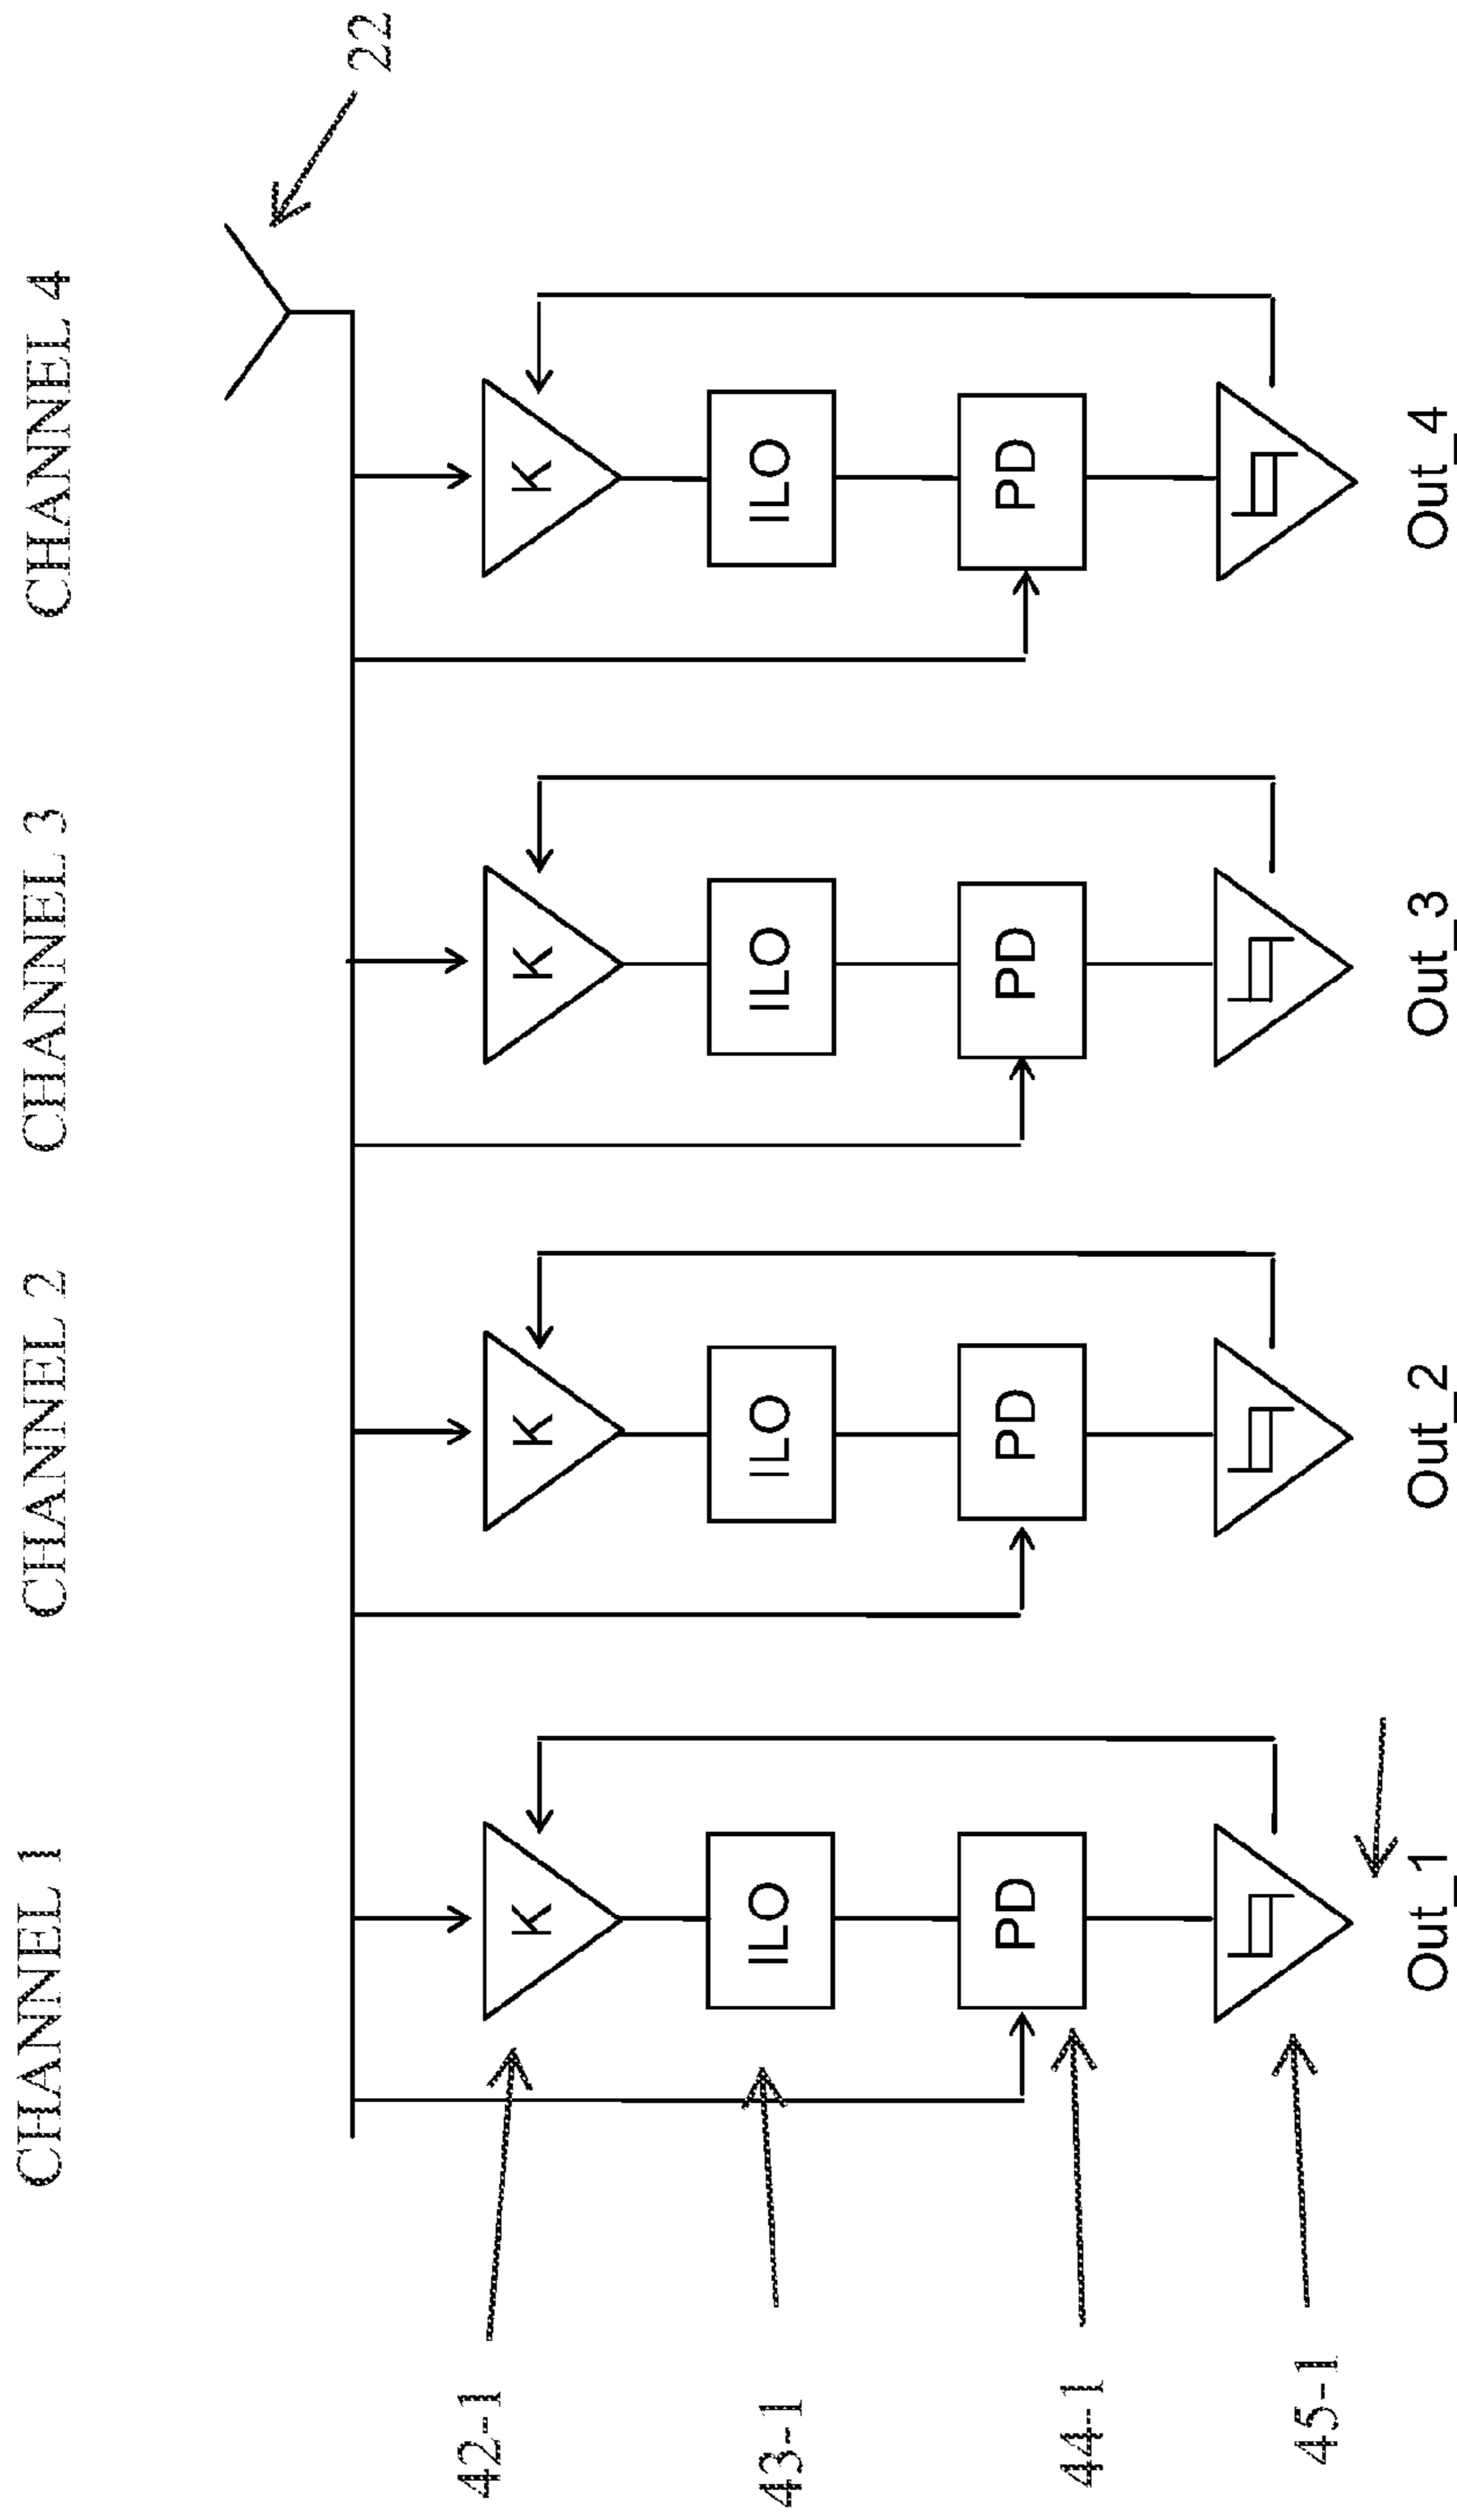 CHANNEL 1
CHANNEL 2
CHANNEL 3
CHANNEL 4
22
42-1
K
K
K
K
43-1
ILO
ILO
ILO
ILO
44-1
PD
PD
PD
PD
45-1
Out_1
Out_2
Out_3
Out_4